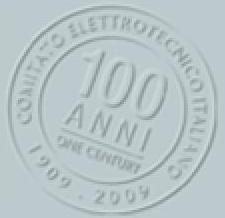 COMITATO ELETTROTECNICO ITALIANO
100
ANNI
ONE CENTURY
1909 - 2009